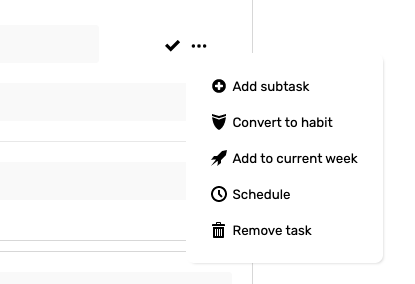 Add subtask
Convert to habit
Add to current week
Schedule
Remove task